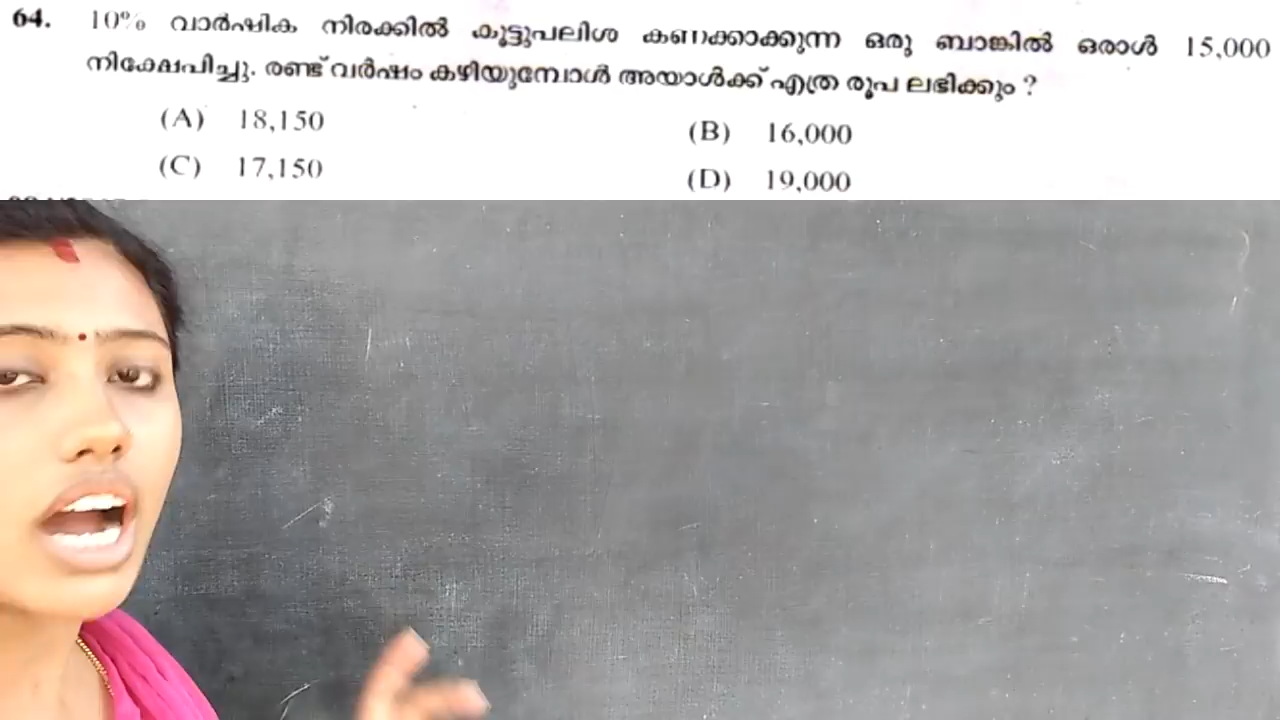 64. 10% വാർഷിക നിരക്കിൽ കൂട്ടുപലിശ കണക്കാക്കുന്ന ഒരു ബാങ്കിൽ ഒരാൾ 15,000
നിക്ഷേപിച്ചു. രണ്ട് വർഷം കഴിയുമ്പോൾ അയാൾക്ക് എത്ര രൂപ ലഭിക്കും ?
(A) 18,150 (B) 16,000
(C) 17,150 (D) 19,000